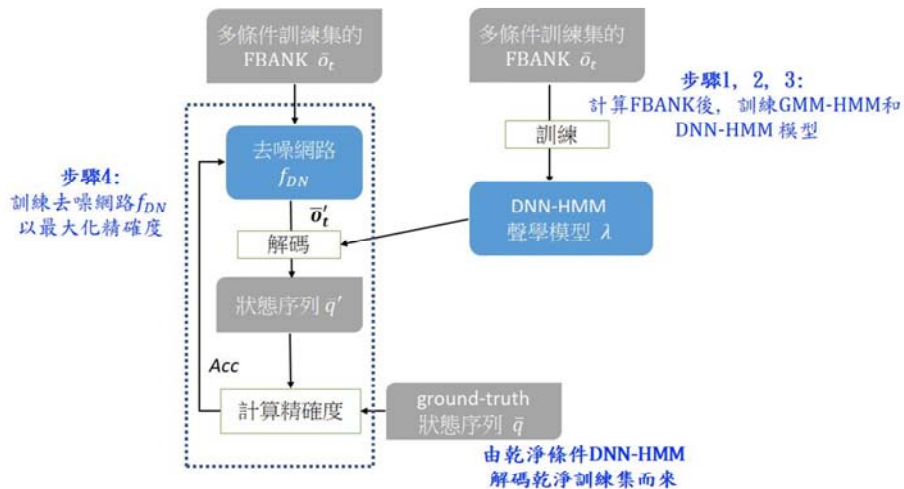 多條件訓練集的
FBANK ō_t
多條件訓練集的
FBANK ō_t
步驟1, 2, 3:
計算FBANK後, 訓練GMM-HMM和
DNN-HMM 模型
訓練
去噪網路
f_DN
步驟4:
訓練去噪網路f_DN
以最大化精確度
ō′_t
DNN-HMM
聲學模型 λ
解碼
狀態序列 q̄′
Acc
計算精確度
ground-truth
狀態序列 q̄
由乾淨條件DNN-HMM
解碼乾淨訓練集而來